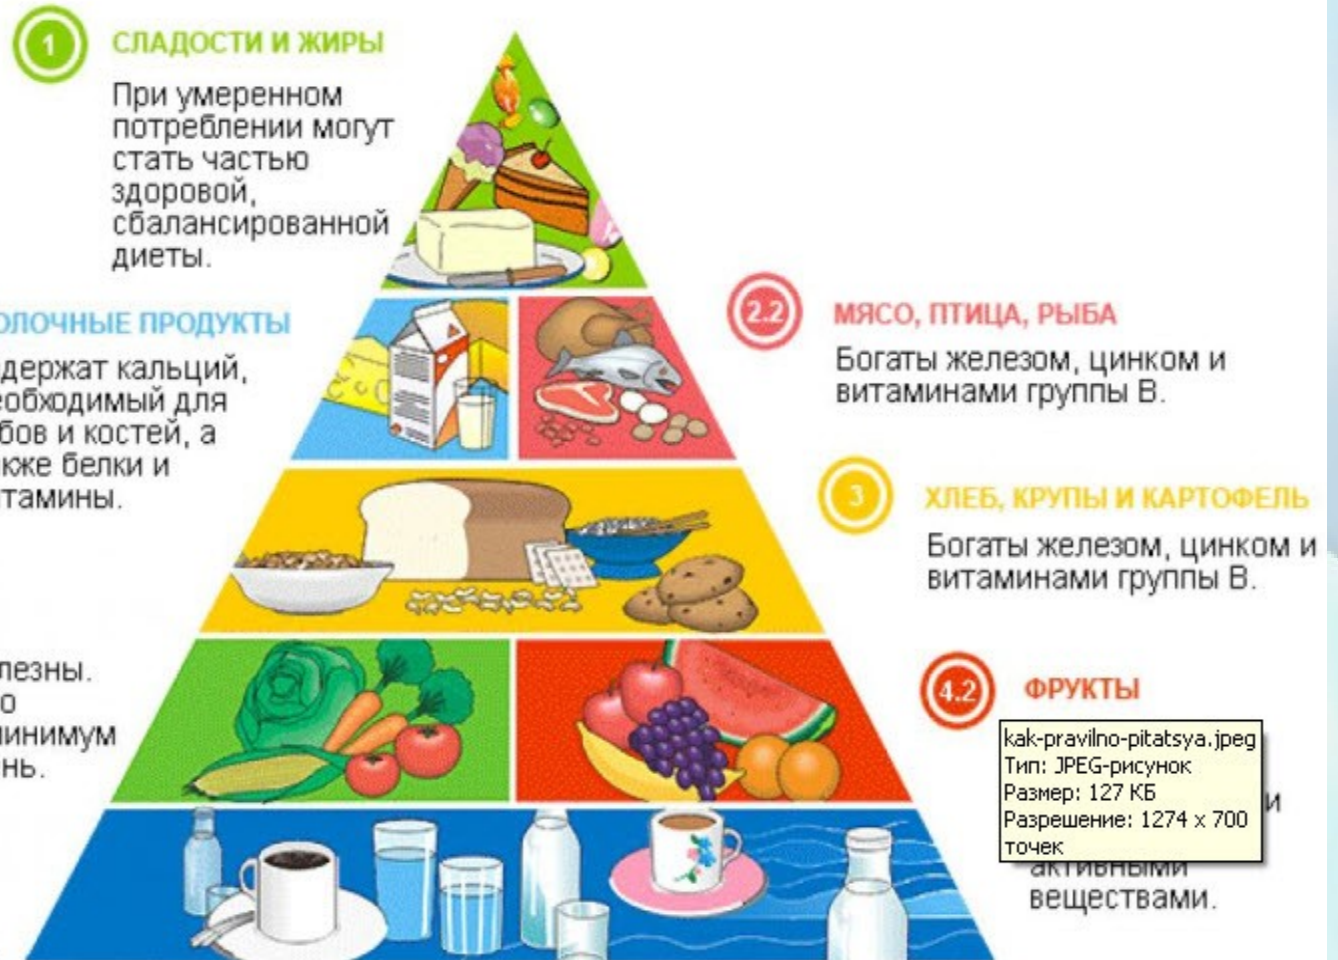 1
СЛАДОСТИ И ЖИРЫ
При умеренном
потреблении могут
стать частью
здоровой,
сбалансированной
диеты.
ОЛОЧНЫЕ ПРОДУКТЫ
держат кальций,
еобходимый для
бов и костей, а
кже белки и
тамины.
2.2
МЯСО, ПТИЦА, РЫБА
Богаты железом, цинком и
витаминами группы В.
3
ХЛЕБ, КРУПЫ И КАРТОФЕЛЬ
Богаты железом, цинком и
витаминами группы В.
лезны.
о
инимум
нь.
4.2
ФРУКТЫ
kak-pravilno-pitatsya.jpeg
Тип: JPEG-рисунок
Размер: 127 КБ
Разрешение: 1274 x 700
точек
и
активными
веществами.